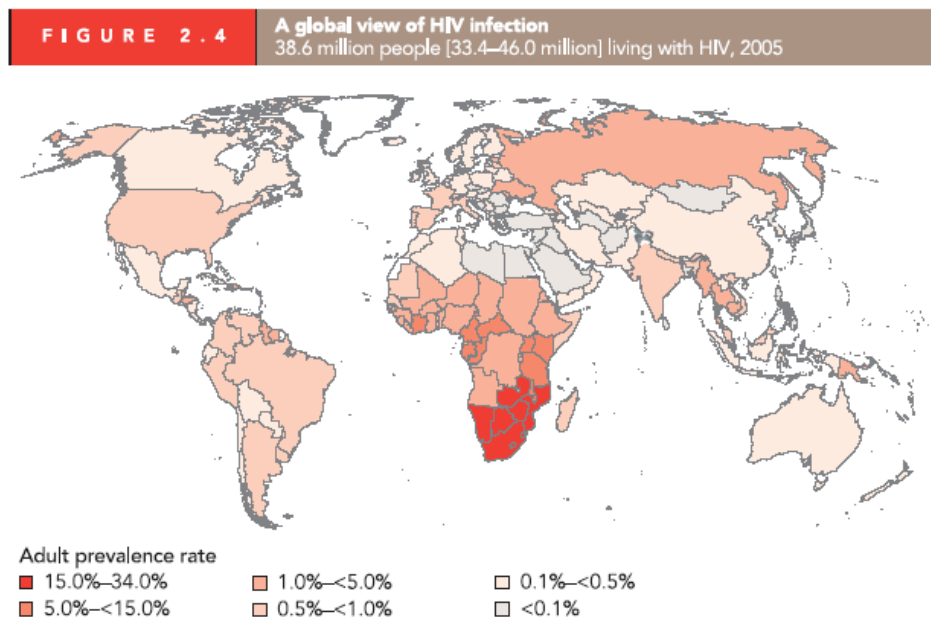 FIGURE 2.4
A global view of HIV infection
38.6 million people [33.4–46.0 million] living with HIV, 2005
Adult prevalence rate
15.0%–34.0%
5.0%–<15.0%
1.0%–<5.0%
0.5%–<1.0%
0.1%–<0.5%
<0.1%